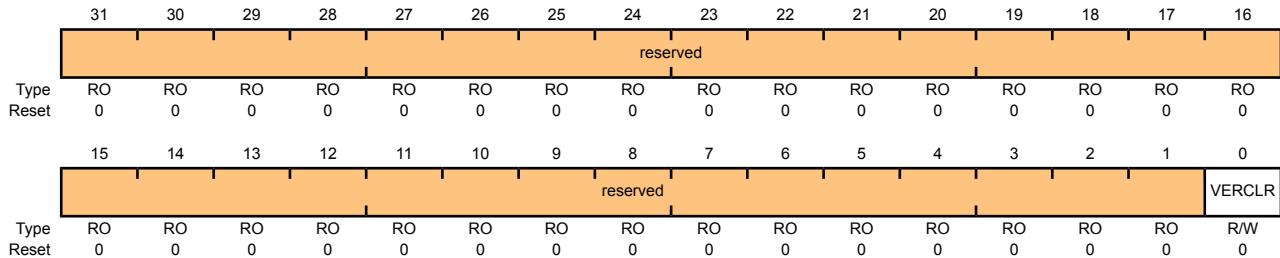 31 30 29 28 27 26 25 24 23 22 21 20 19 18 17 16
reserved
Type RO RO RO RO RO RO RO RO RO RO RO RO RO RO RO RO
Reset 0 0 0 0 0 0 0 0 0 0 0 0 0 0 0 0
15 14 13 12 11 10 9 8 7 6 5 4 3 2 1 0
reserved VERCLR
Type RO RO RO RO RO RO RO RO RO RO RO RO RO RO RO R/W
Reset 0 0 0 0 0 0 0 0 0 0 0 0 0 0 0 0